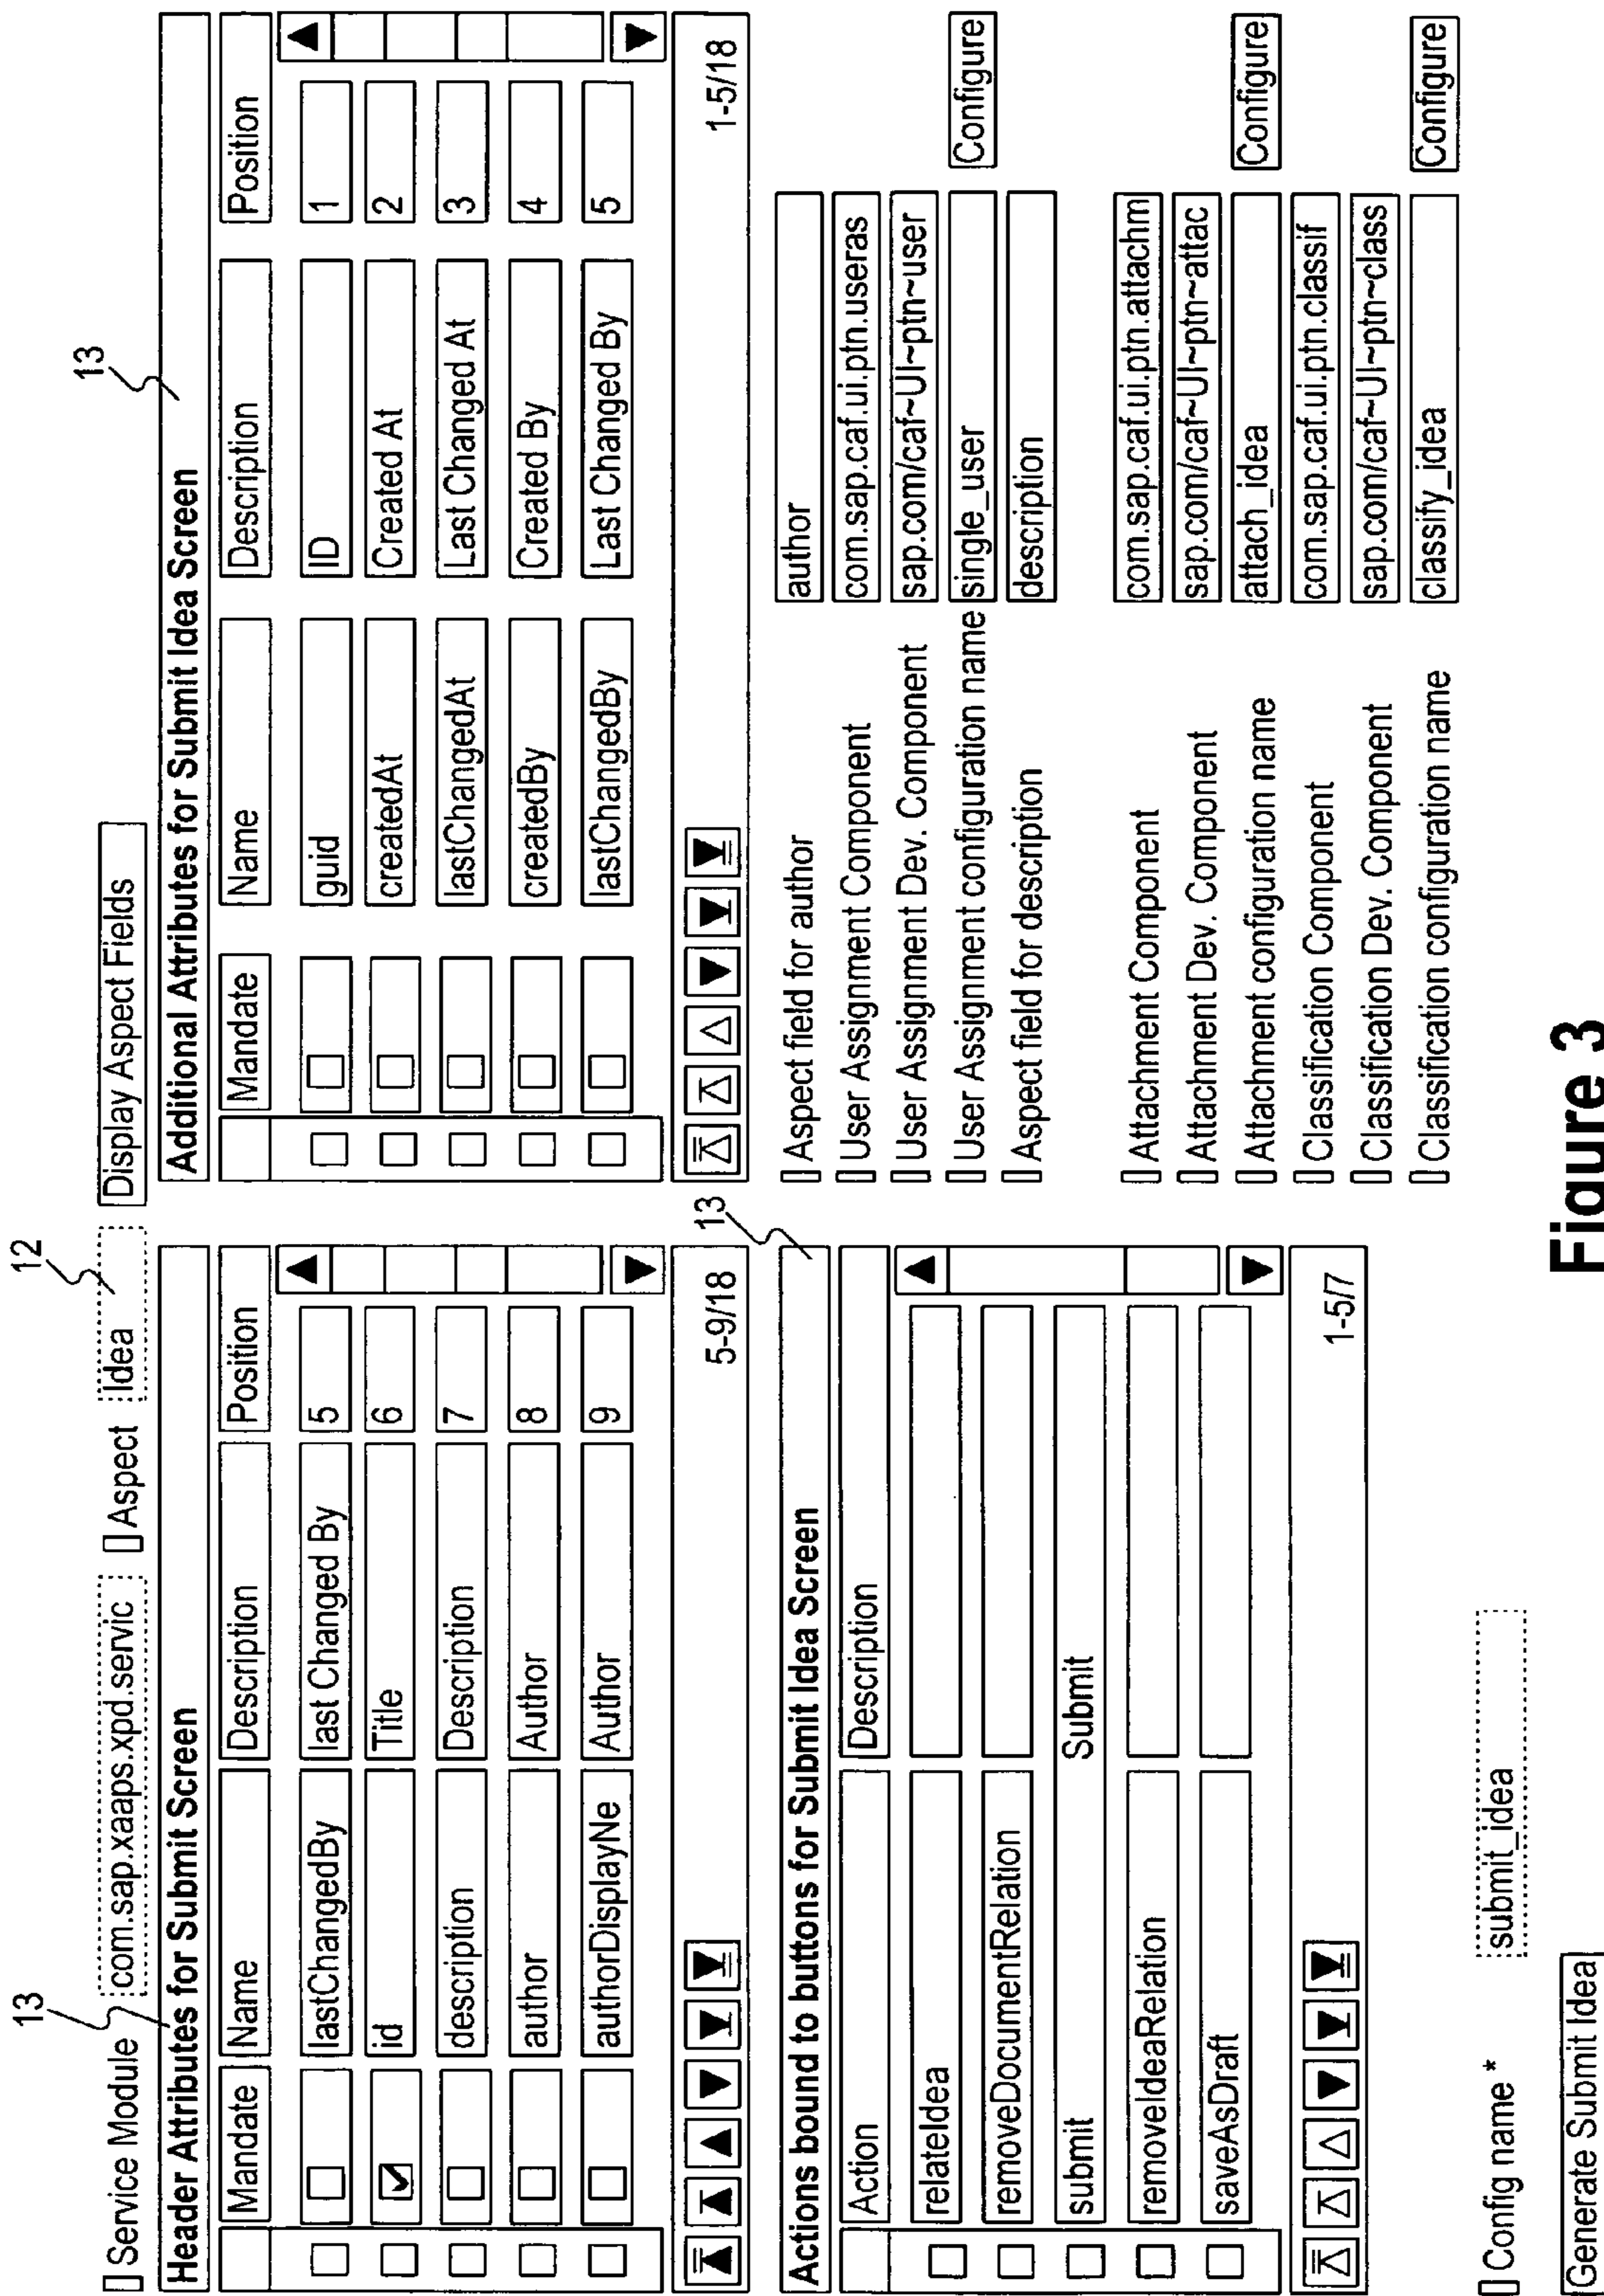 13
12
Service Module com.sap.xaaps.xpd.servic Aspect Idea Display Aspect Fields
Header Attributes for Submit Screen
Mandate Name Description Position
lastChangedBy last Changed By 5
id Title 6
description Description 7
author Author 8
authorDisplayNe Author 9
5-9/18
13
Additional Attributes for Submit Idea Screen
Mandate Name Description Position
guid ID 1
createdAt Created At 2
lastChangedAt Last Changed At 3
createdBy Created By 4
lastChangedBy Last Changed By 5
1-5/18
13
Actions bound to buttons for Submit Idea Screen
Action Description
relateIdea
removeDocumentRelation
submit Submit
removeIdeaRelation
saveAsDraft
1-5/7
Aspect field for author author
User Assignment Component com.sap.caf.ui.ptn.useras
User Assignment Dev. Component sap.com/caf~UI~ptn~user
User Assignment configuration name single_user Configure
Aspect field for description description
Attachment Component com.sap.caf.ui.ptn.attachm
Attachment Dev. Component sap.com/caf~UI~ptn~attac
Attachment configuration name attach_idea Configure
Classification Component com.sap.caf.ui.ptn.classif
Classification Dev. Component sap.com/caf~UI~ptn~class
Classification configuration name classify_idea Configure
Config name * submit_idea
Generate Submit Idea
Figure 3